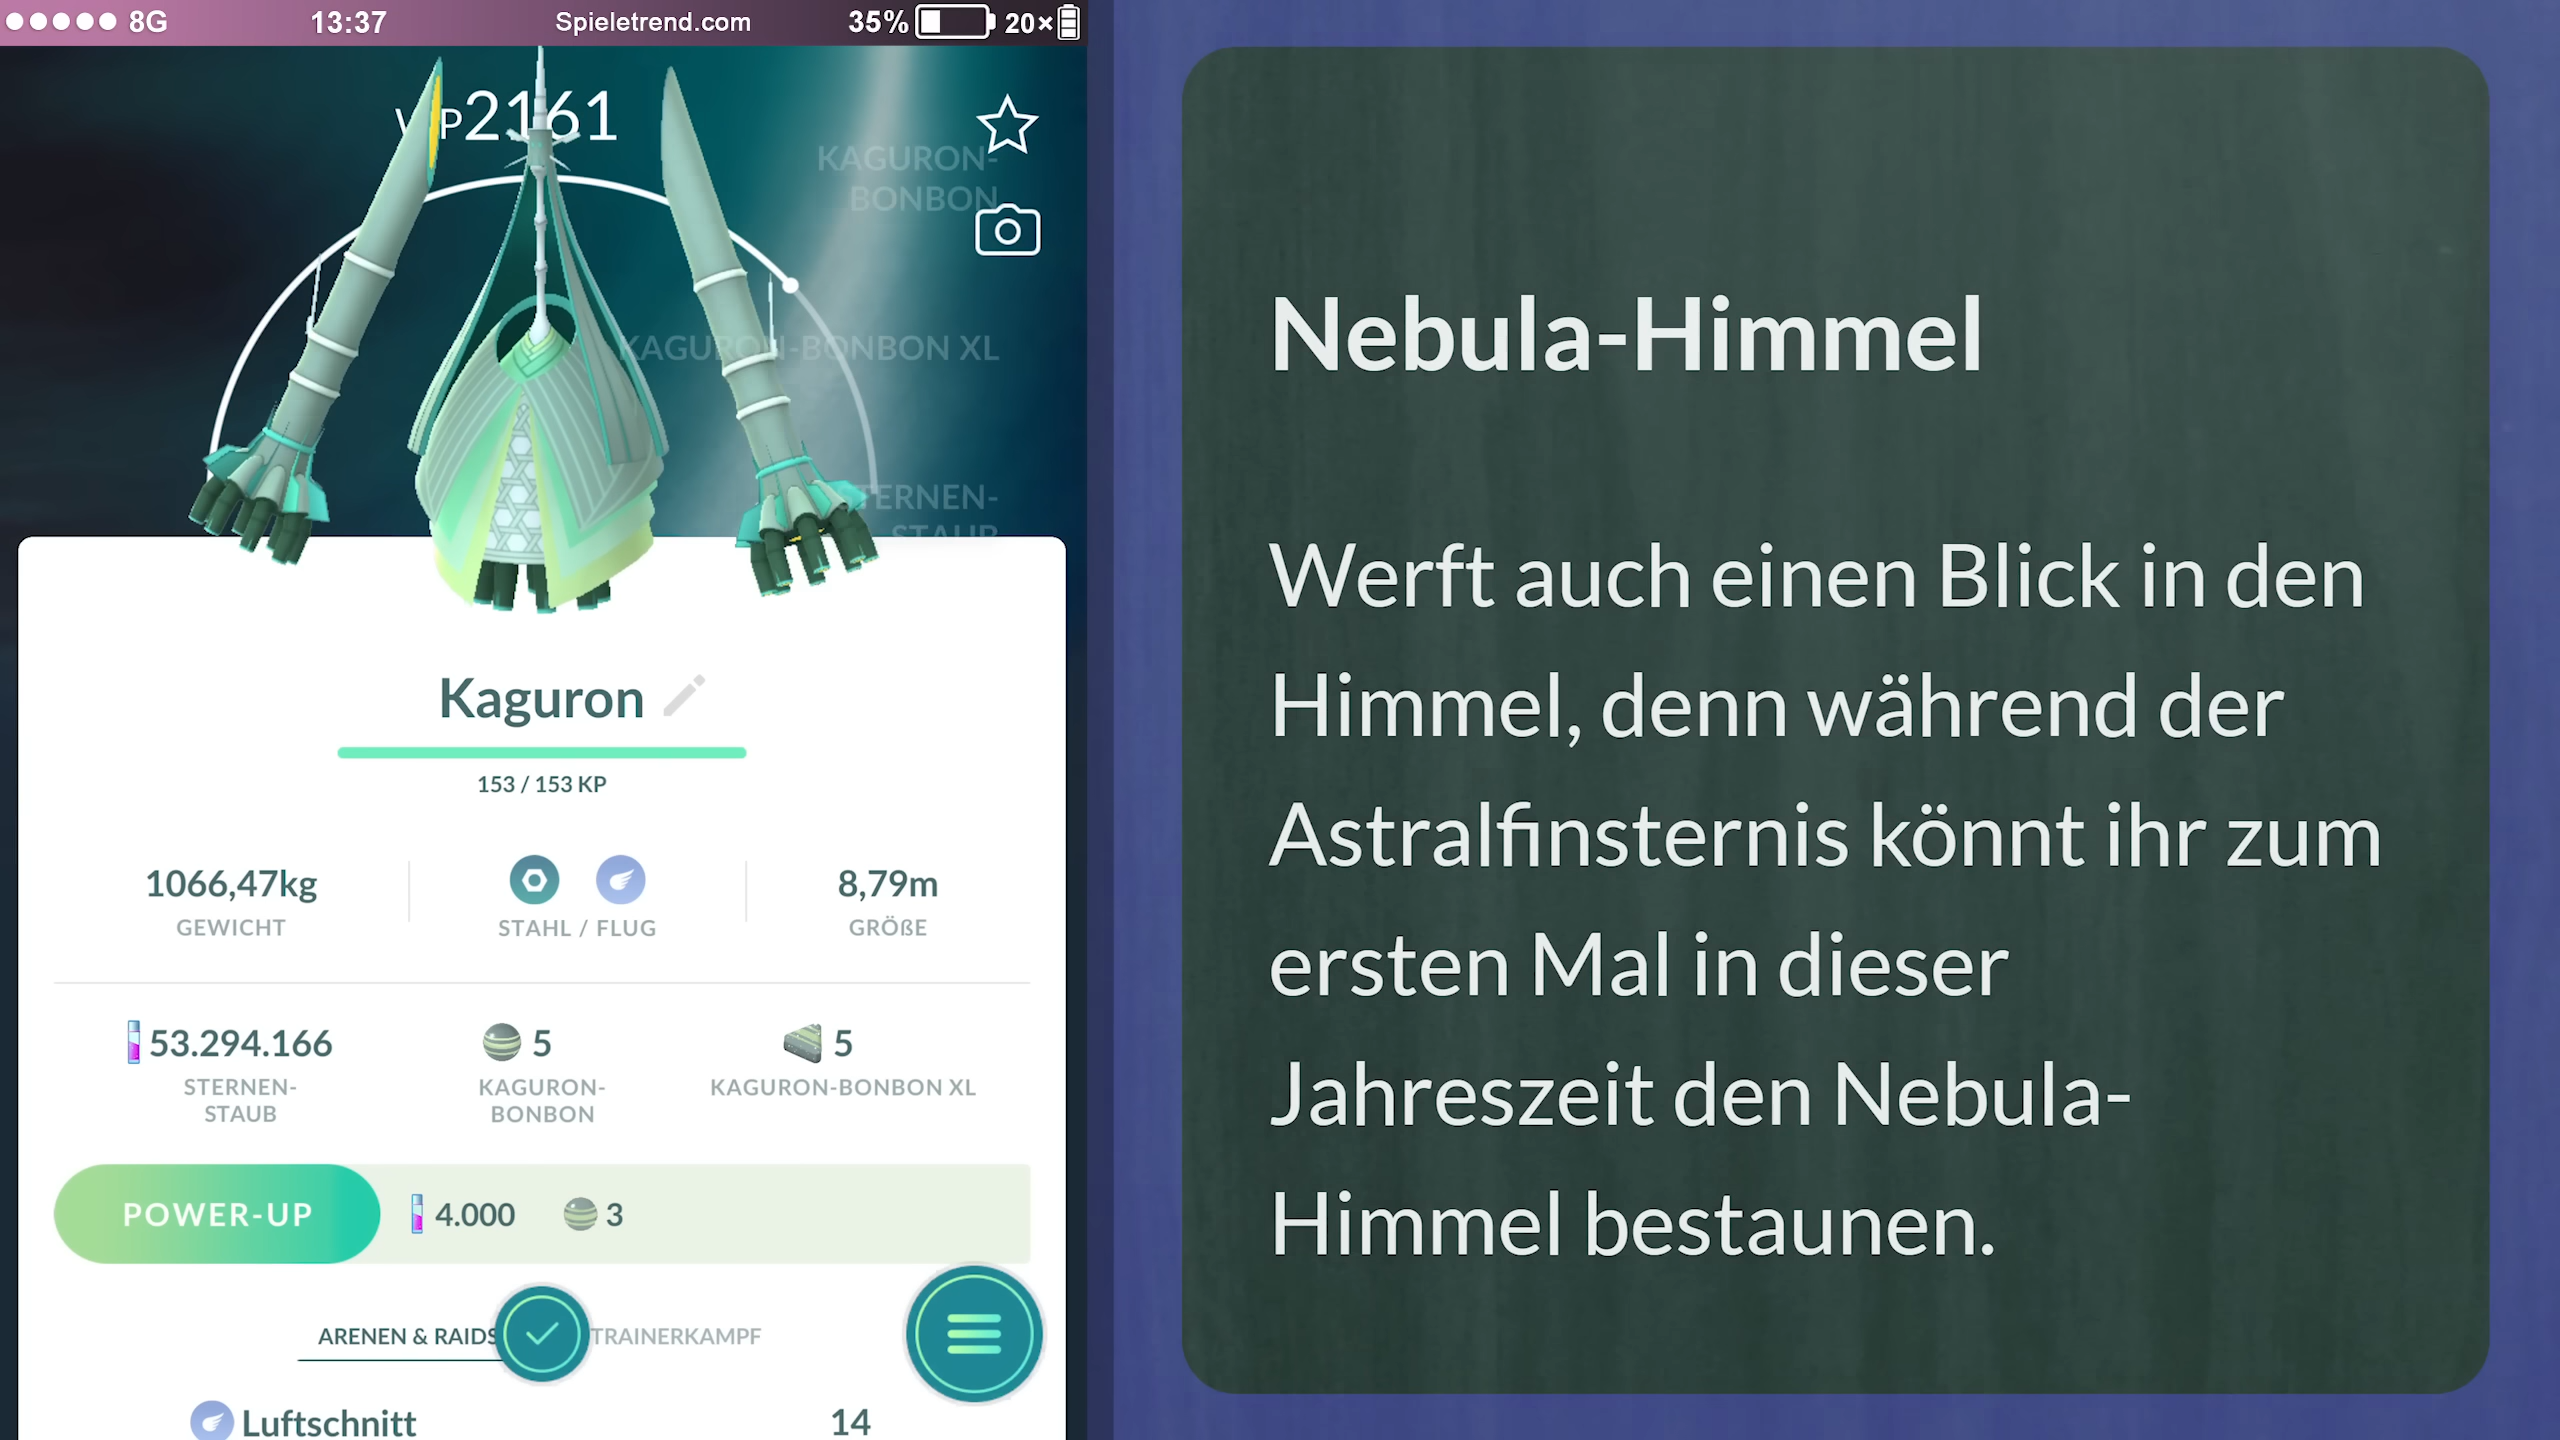 8G 13:37 Spieletrend.com 35% 20×
WP2161
KAGURON-
BONBON
KAGURON-BONBON XL
STERNEN-
STAUB
Kaguron
153 / 153 KP
1066,47kg 8,79m
GEWICHT STAHL / FLUG GRÖßE
53.294.166 5 5
STERNEN-
STAUB
KAGURON-
BONBON
KAGURON-BONBON XL
POWER-UP 4.000 3
ARENEN & RAIDS TRAINERKAMPF
Luftschnitt 14
Nebula-Himmel
Werft auch einen Blick in den
Himmel, denn während der
Astralfinsternis könnt ihr zum
ersten Mal in dieser
Jahreszeit den Nebula-
Himmel bestaunen.